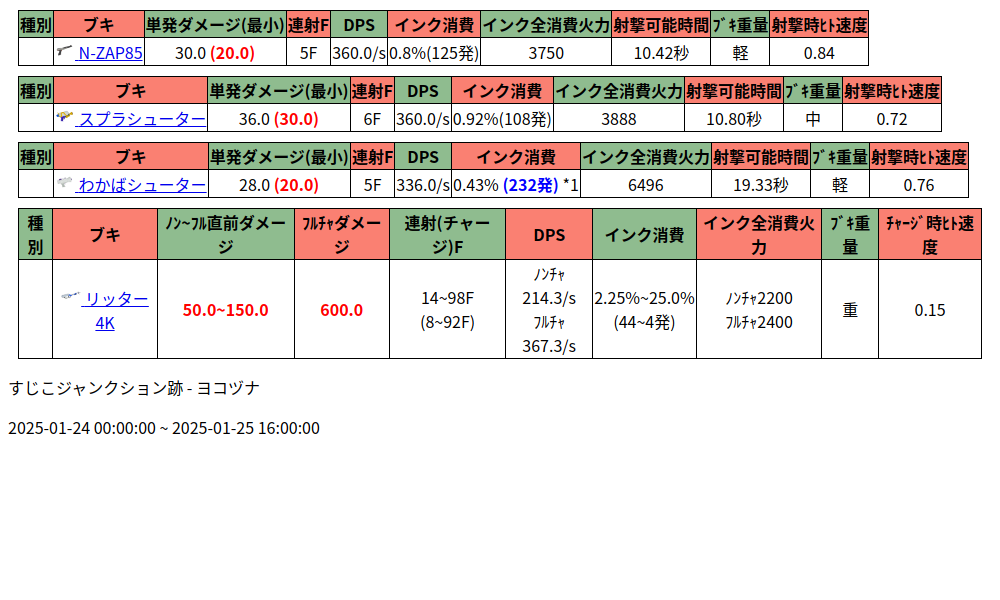 種別 ブキ 単発ダメージ(最小) 連射F DPS インク消費 インク全消費火力 射撃可能時間 ﾌﾞｷ重量 射撃時ﾋﾄ速度
N-ZAP85 30.0 (20.0) 5F 360.0/s 0.8%(125発) 3750 10.42秒 軽 0.84
種別 ブキ 単発ダメージ(最小) 連射F DPS インク消費 インク全消費火力 射撃可能時間 ﾌﾞｷ重量 射撃時ﾋﾄ速度
スプラシューター 36.0 (30.0) 6F 360.0/s 0.92%(108発) 3888 10.80秒 中 0.72
種別 ブキ 単発ダメージ(最小) 連射F DPS インク消費 インク全消費火力 射撃可能時間 ﾌﾞｷ重量 射撃時ﾋﾄ速度
わかばシューター 28.0 (20.0) 5F 336.0/s 0.43% (232発) *1 6496 19.33秒 軽 0.76
種別 ブキ ﾉﾝ~ﾌﾙ直前ダメージ ﾌﾙﾁｬダメージ 連射(チャージ)F DPS インク消費 インク全消費火力 ﾌﾞｷ重量 ﾁｬｰｼﾞ時ﾋﾄ速度
リッター4K 50.0~150.0 600.0 14~98F (8~92F) ﾉﾝﾁｬ 214.3/s ﾌﾙﾁｬ 367.3/s 2.25%~25.0% (44~4発) ﾉﾝﾁｬ2200 ﾌﾙﾁｬ2400 重 0.15
すじこジャンクション跡 - ヨコヅナ
2025-01-24 00:00:00 ~ 2025-01-25 16:00:00